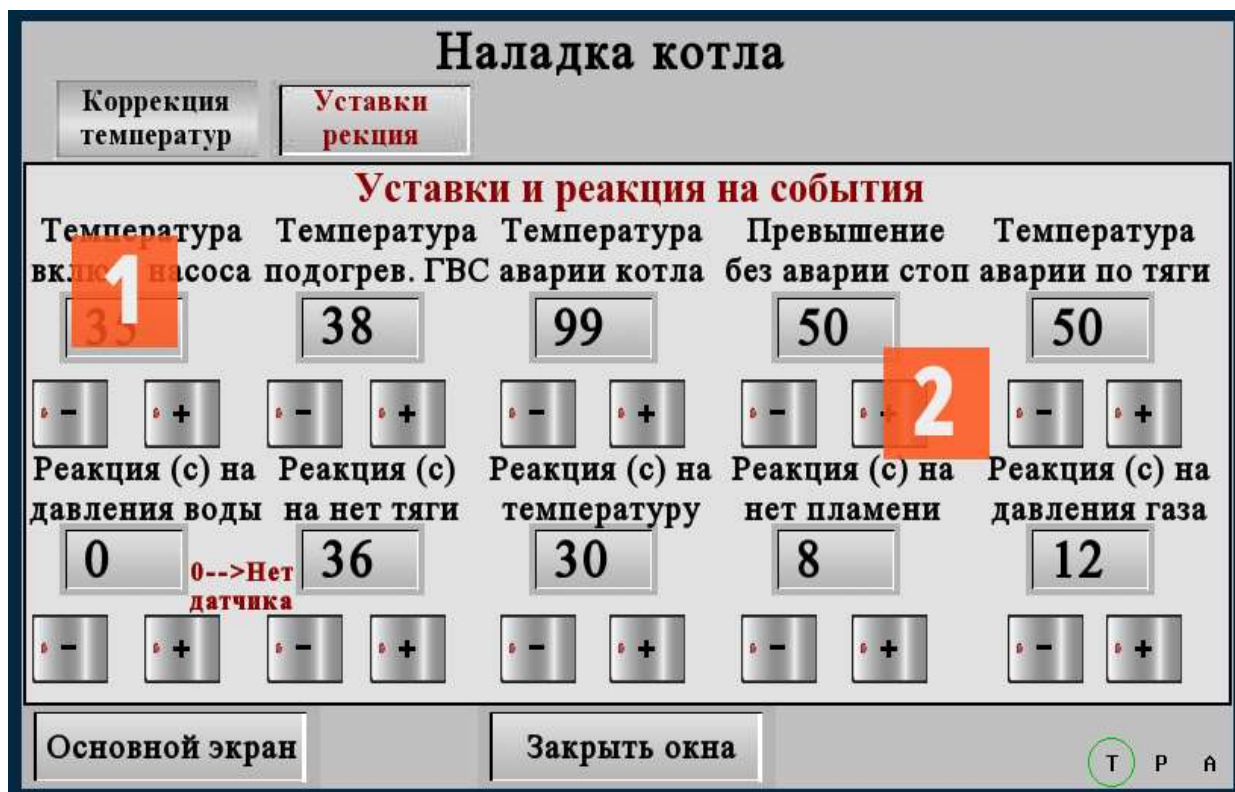 Наладка котла
Коррекция температур
Уставки рекция
Уставки и реакция на события
Температура насоса
1
35
Температура подогрев. ГВС
38
Температура аварии котла
99
Превышение без аварии стоп
50
Температура аварии по тяги
50
- + - + - + - + - +
2
Реакция (с) на давления воды
0
0-->Нет датчика
Реакция (с) на нет тяги
36
Реакция (с) на температуру
30
Реакция (с) на нет пламени
8
Реакция (с) на давления газа
12
- + - + - + - + - +
Основной экран
Закрыть окна
Т Р А